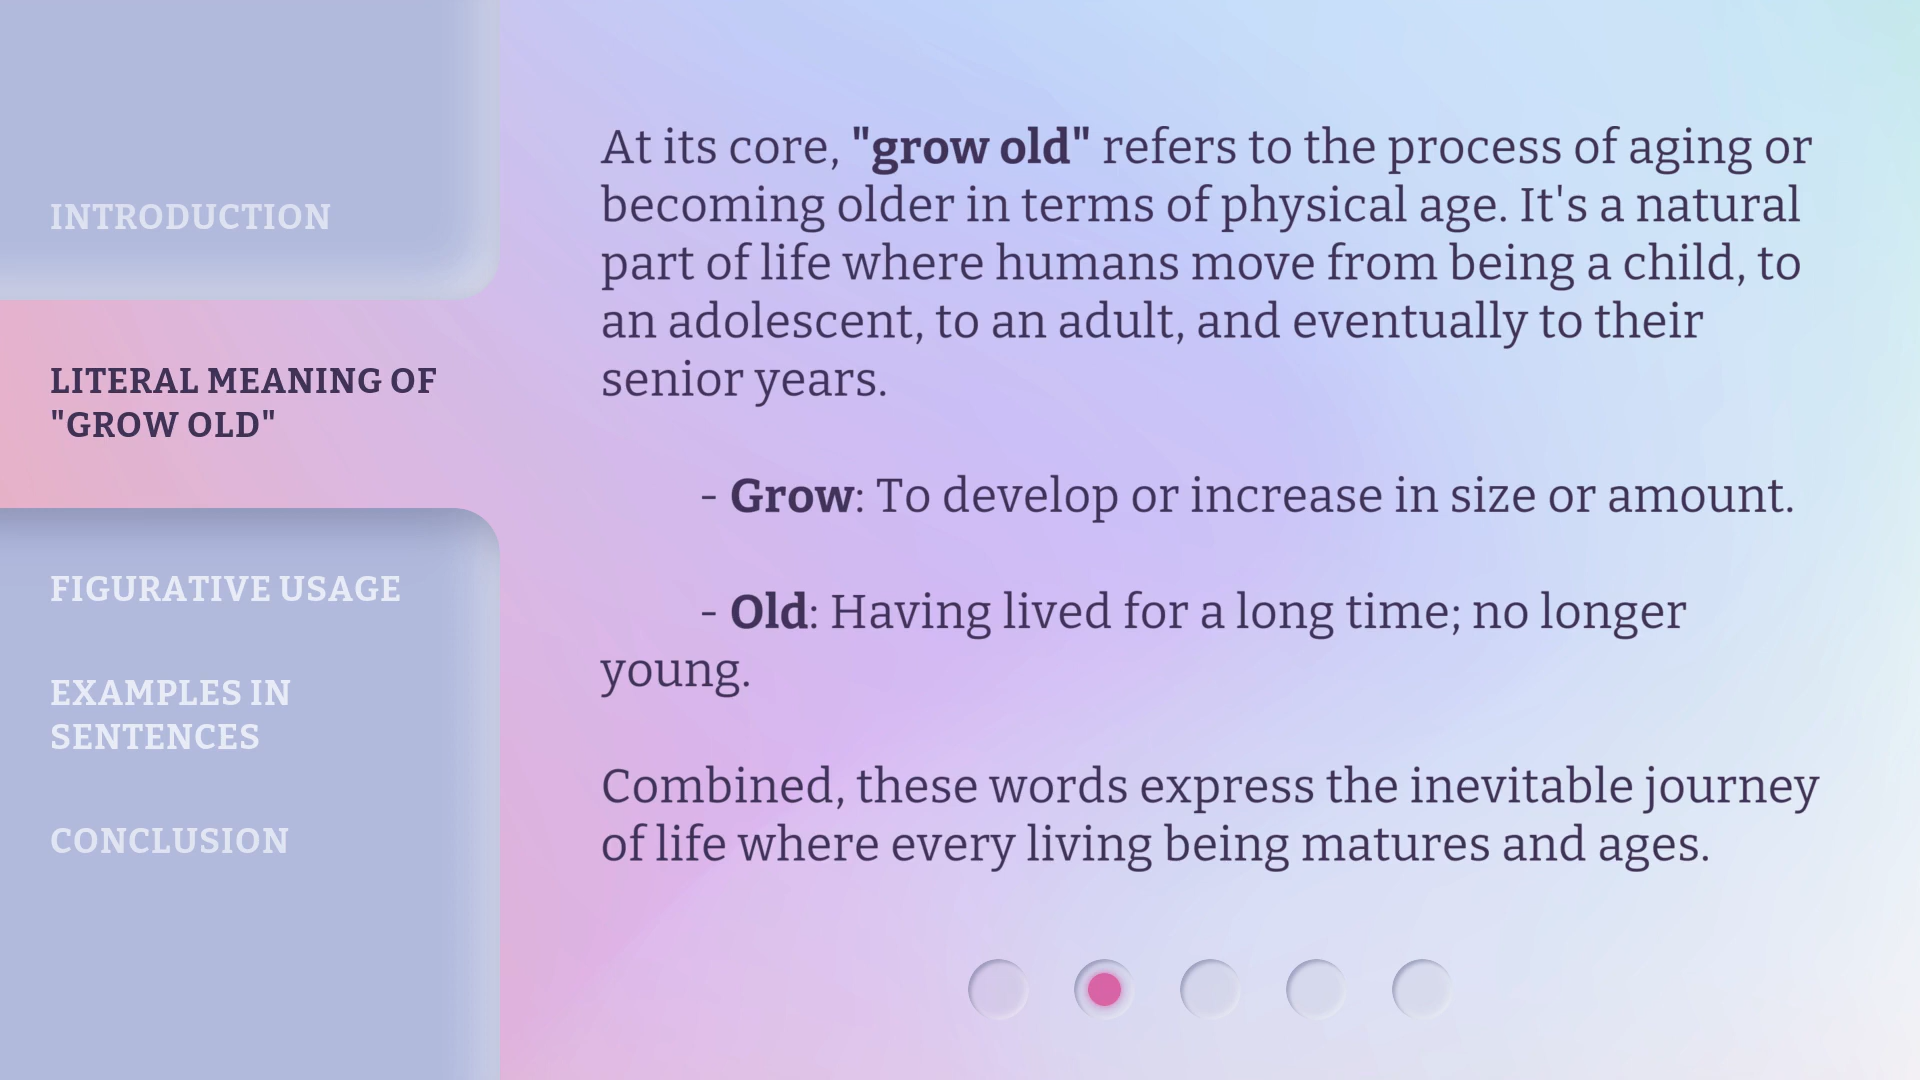 INTRODUCTION
LITERAL MEANING OF
"GROW OLD"
FIGURATIVE USAGE
EXAMPLES IN
SENTENCES
CONCLUSION
At its core, "grow old" refers to the process of aging or
becoming older in terms of physical age. It's a natural
part of life where humans move from being a child, to
an adolescent, to an adult, and eventually to their
senior years.
- Grow: To develop or increase in size or amount.
- Old: Having lived for a long time; no longer
young.
Combined, these words express the inevitable journey
of life where every living being matures and ages.